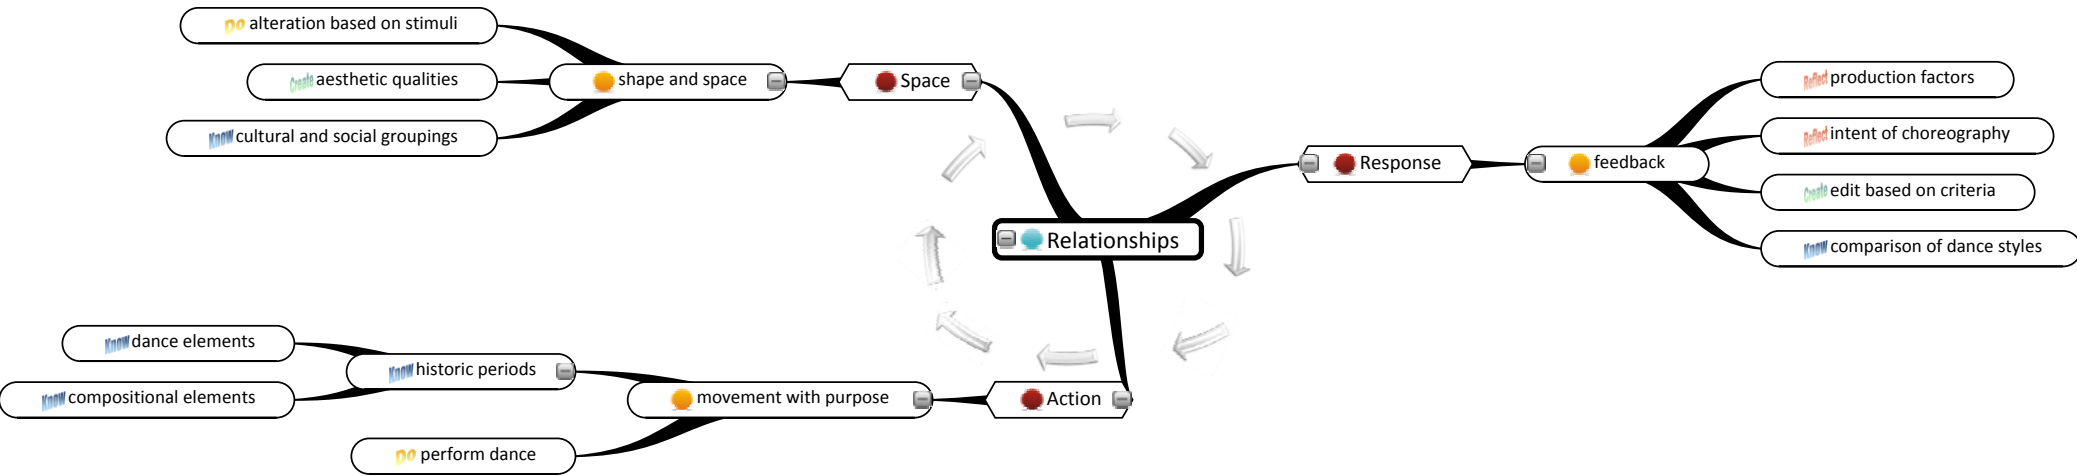 Do alteration based on stimuli
Create aesthetic qualities
Know cultural and social groupings
shape and space
Space
Relationships
Response
feedback
Reflect production factors
Reflect intent of choreography
Create edit based on criteria
Know comparison of dance styles
Know dance elements
Know compositional elements
Know historic periods
Do perform dance
movement with purpose
Action